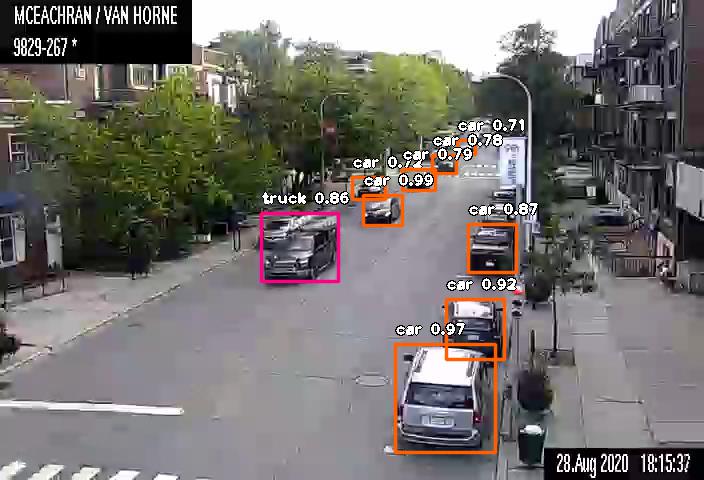 MCEACHRAN / VAN HORNE
9829-267 *
car 0.71
car 0.78
car 0.79
car 0.72
car 0.99
truck 0.86
car 0.87
car 0.92
car 0.97
28.Aug 2020 18:15:37